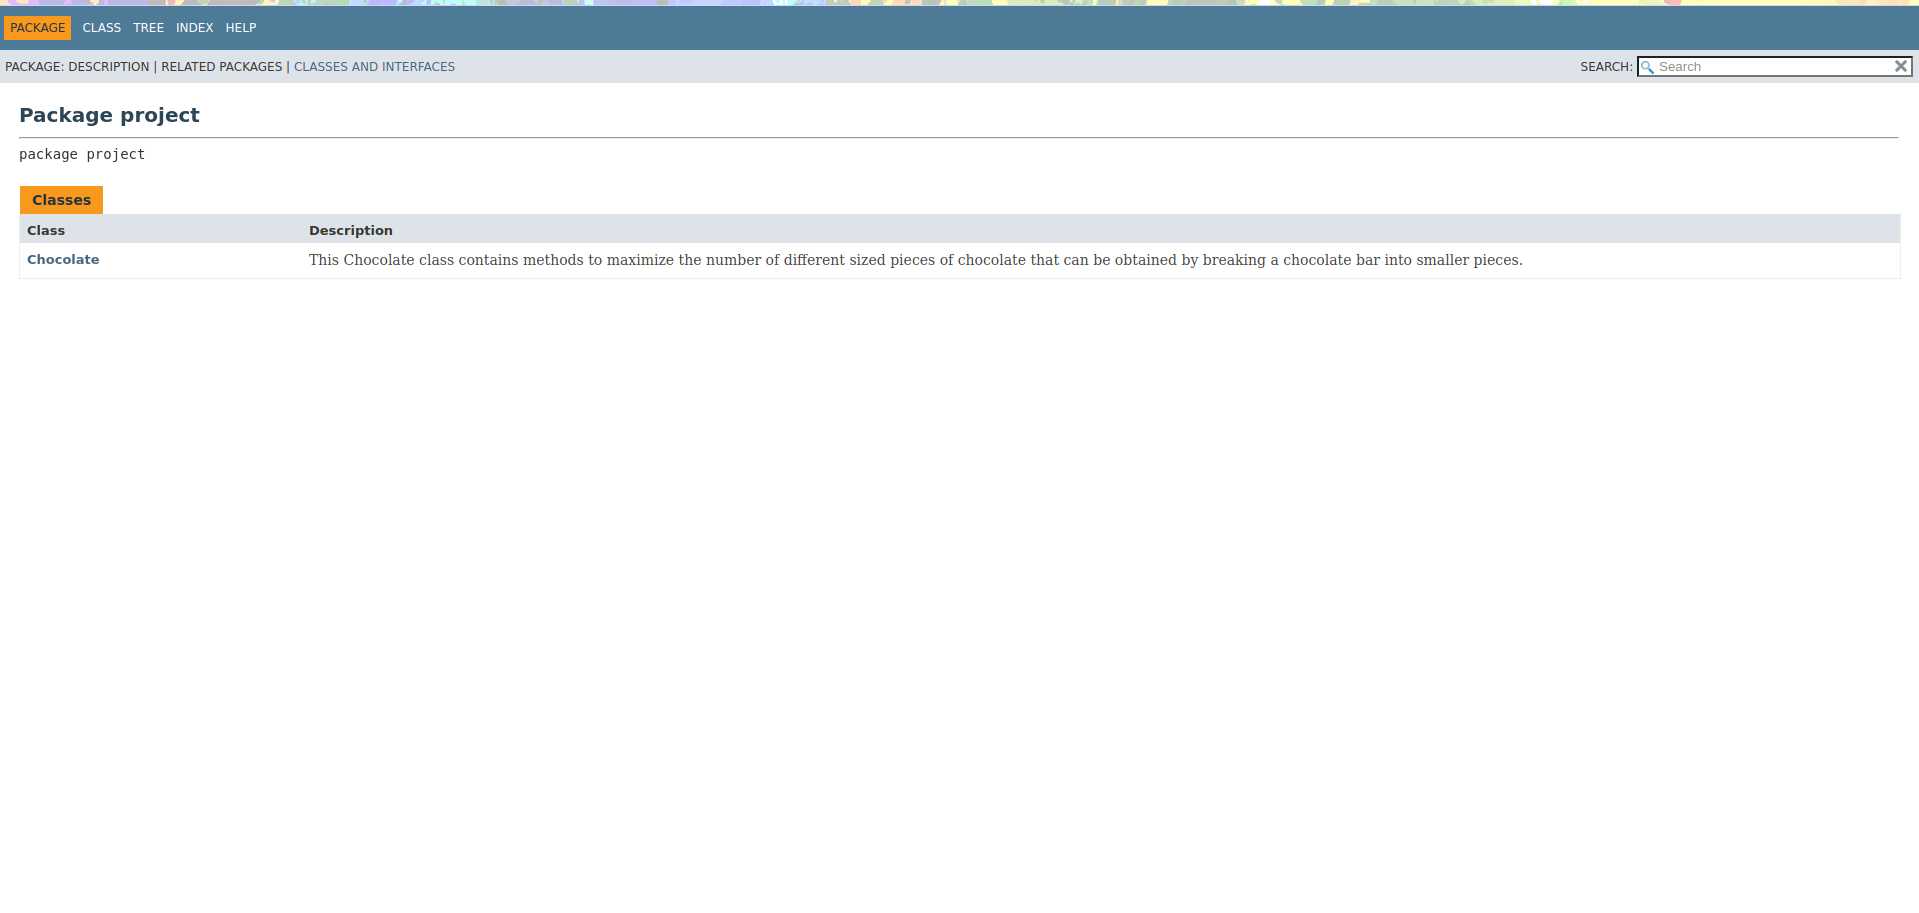 PACKAGE CLASS TREE INDEX HELP
PACKAGE: DESCRIPTION | RELATED PACKAGES | CLASSES AND INTERFACES SEARCH: Search
Package project
package project
Classes
Class Description
Chocolate This Chocolate class contains methods to maximize the number of different sized pieces of chocolate that can be obtained by breaking a chocolate bar into smaller pieces.